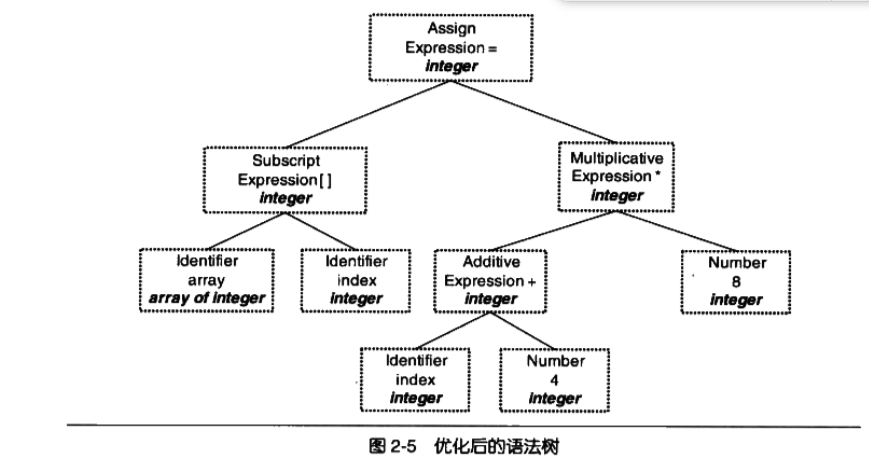 Assign
Expression =
integer
Subscript
Expression[ ]
integer
Multiplicative
Expression *
integer
Identifier
array
array of integer
Identifier
index
integer
Additive
Expression +
integer
Number
8
integer
Identifier
index
integer
Number
4
integer
图 2-5 优化后的语法树